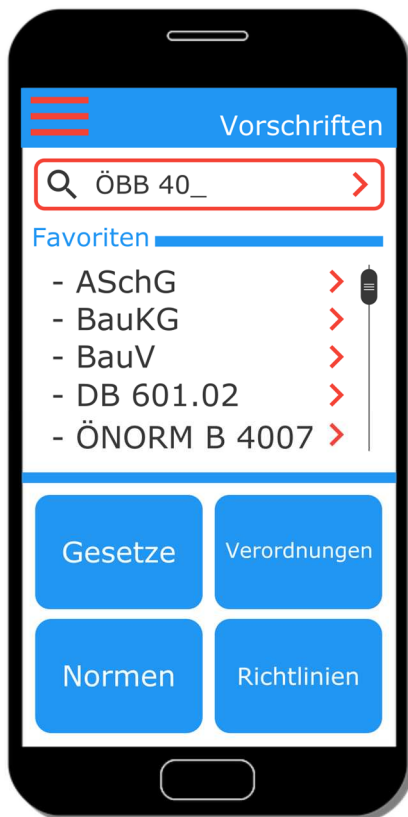 Vorschriften
ÖBB 40_
Favoriten
- ASchG
- BauKG
- BauV
- DB 601.02
- ÖNORM B 4007
Gesetze
Verordnungen
Normen
Richtlinien